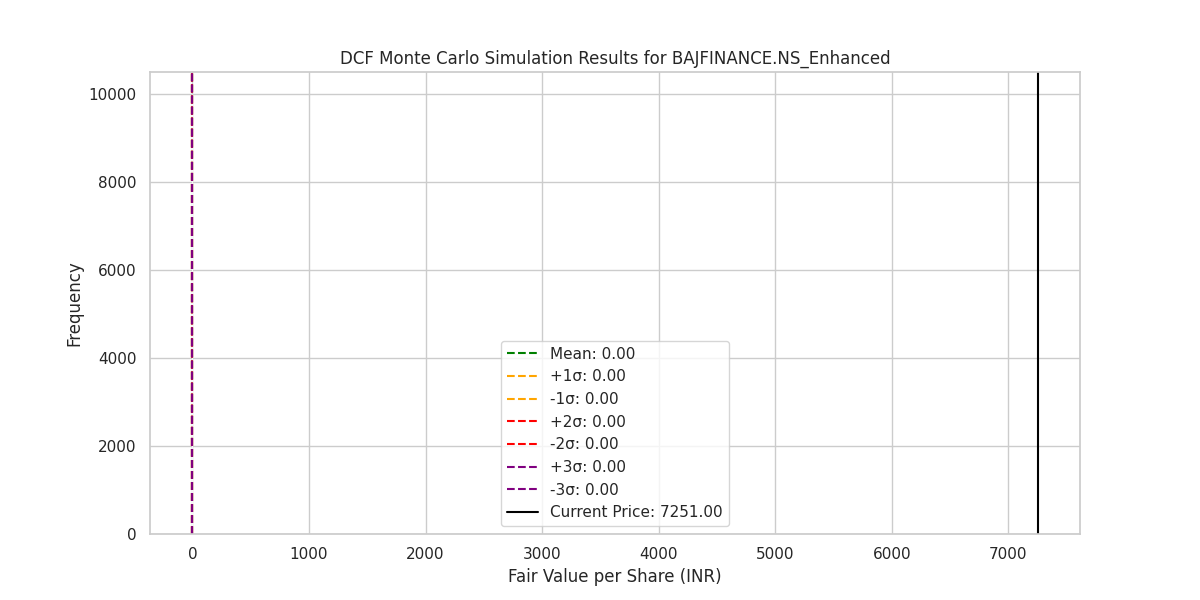 DCF Monte Carlo Simulation Results for BAJFINANCE.NS_Enhanced
10000
8000
6000
4000
2000
0
Frequency
Mean: 0.00
+1σ: 0.00
-1σ: 0.00
+2σ: 0.00
-2σ: 0.00
+3σ: 0.00
-3σ: 0.00
Current Price: 7251.00
0 1000 2000 3000 4000 5000 6000 7000
Fair Value per Share (INR)